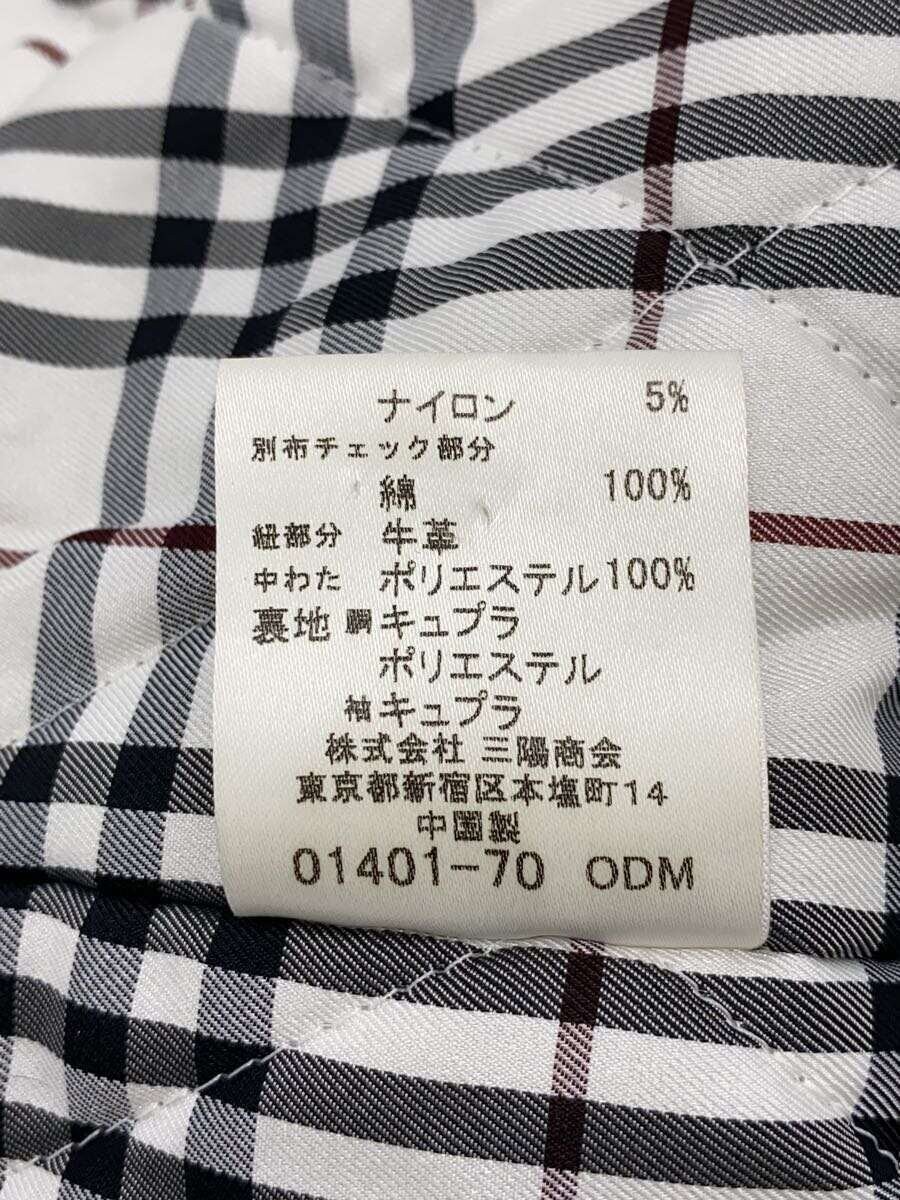 ナイロン 5%
別布チェック部分
綿 100%
紐部分 牛革
中わた ポリエステル100%
裏地 胴 キュプラ
ポリエステル
袖 キュプラ
株式会社 三陽商会
東京都新宿区本塩町14
中国製
01401-70 ODM